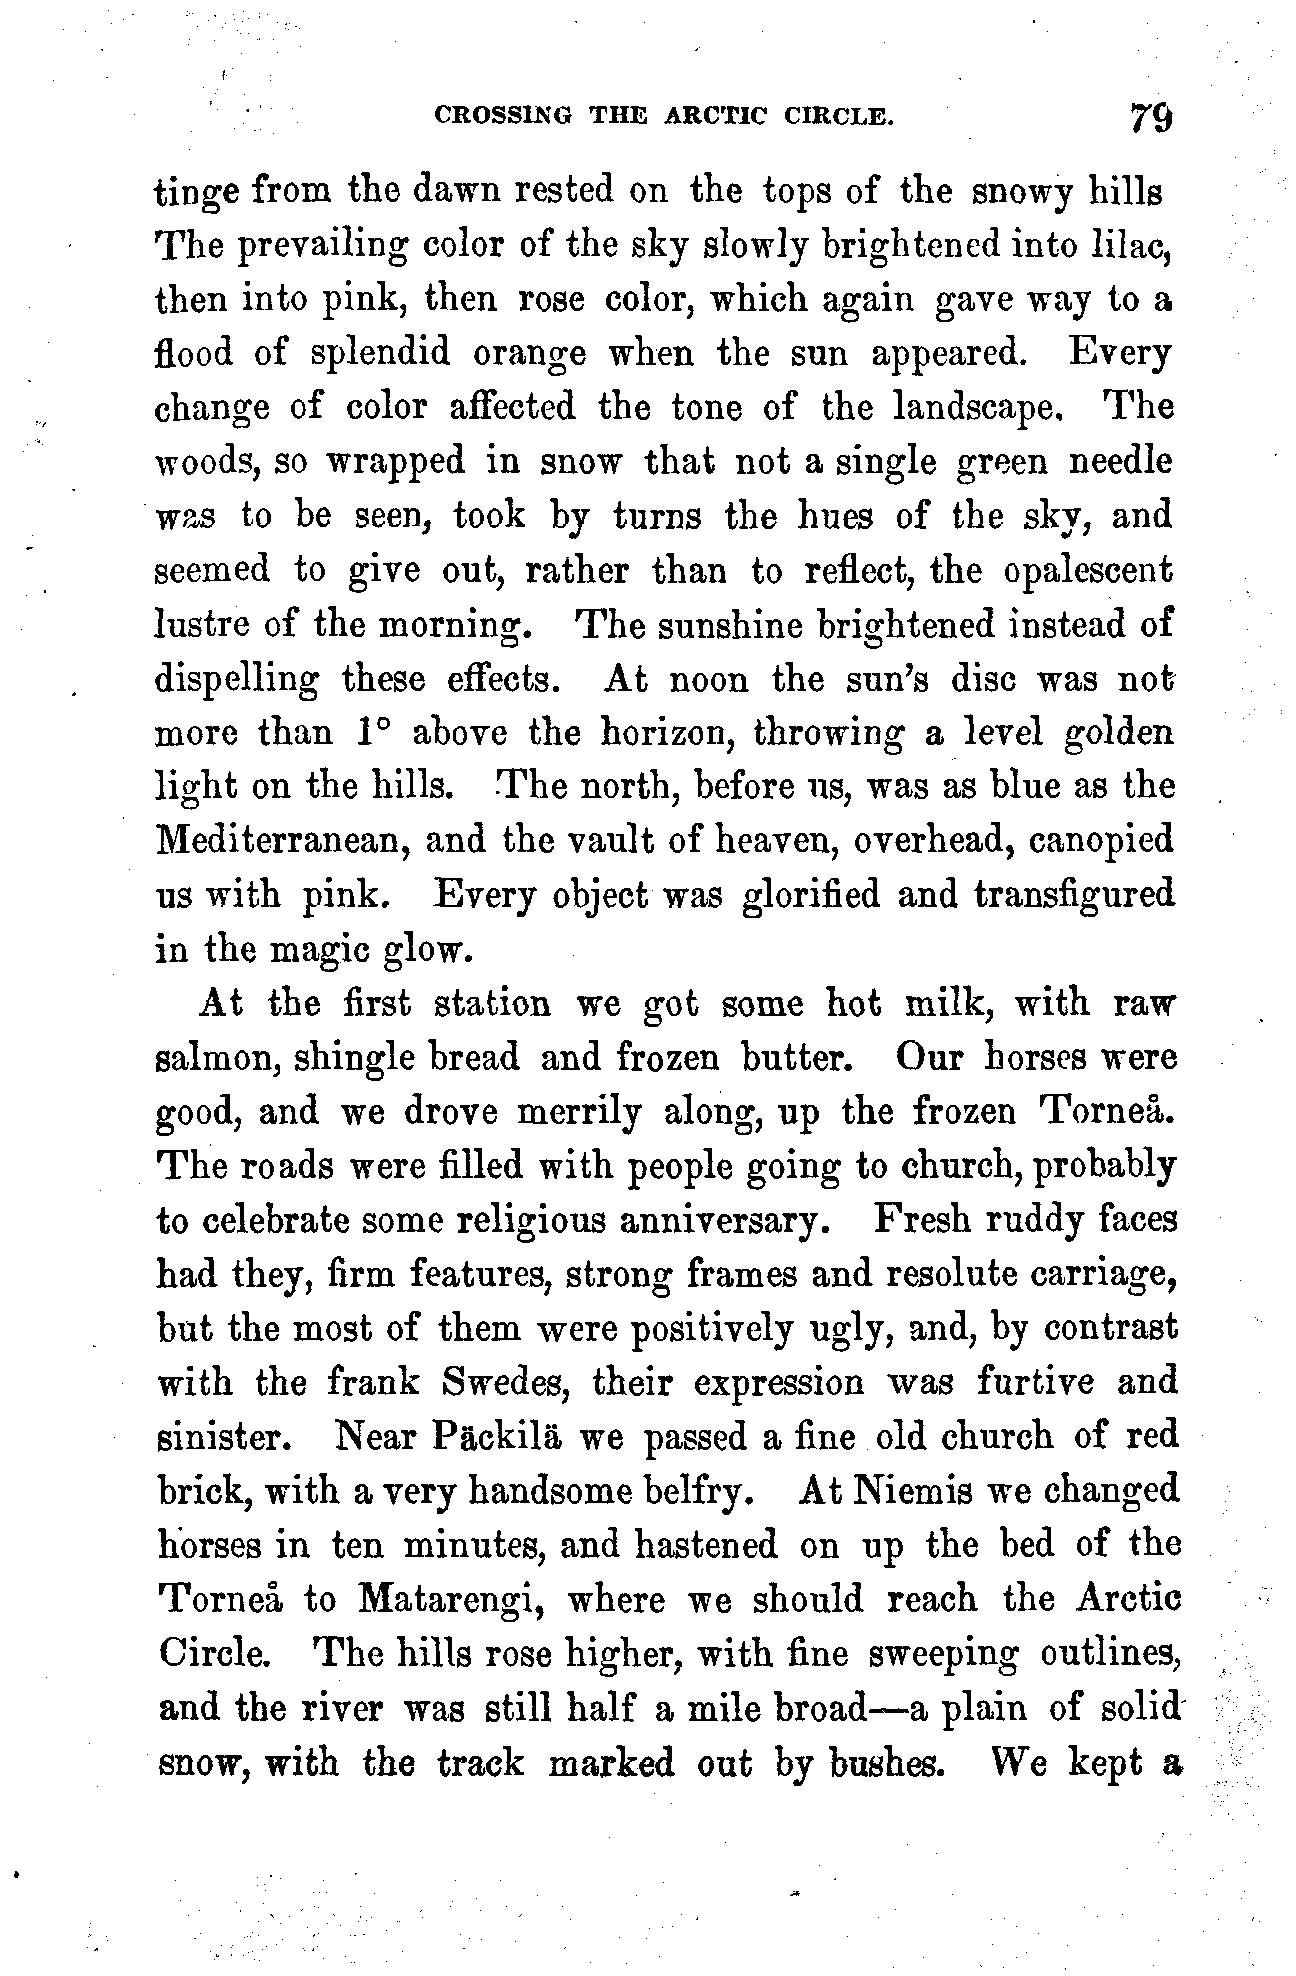 CROSSING THE ARCTIC CIRCLE. 79
tinge from the dawn rested on the tops of the snowy hills
The prevailing color of the sky slowly brightened into lilac,
then into pink, then rose color, which again gave way to a
flood of splendid orange when the sun appeared. Every
change of color affected the tone of the landscape. The
woods, so wrapped in snow that not a single green needle
was to be seen, took by turns the hues of the sky, and
seemed to give out, rather than to reflect, the opalescent
lustre of the morning. The sunshine brightened instead of
dispelling these effects. At noon the sun's disc was not
more than 1° above the horizon, throwing a level golden
light on the hills. The north, before us, was as blue as the
Mediterranean, and the vault of heaven, overhead, canopied
us with pink. Every object was glorified and transfigured
in the magic glow.
At the first station we got some hot milk, with raw
salmon, shingle bread and frozen butter. Our horses were
good, and we drove merrily along, up the frozen Torneå.
The roads were filled with people going to church, probably
to celebrate some religious anniversary. Fresh ruddy faces
had they, firm features, strong frames and resolute carriage,
but the most of them were positively ugly, and, by contrast
with the frank Swedes, their expression was furtive and
sinister. Near Päckilä we passed a fine old church of red
brick, with a very handsome belfry. At Niemis we changed
horses in ten minutes, and hastened on up the bed of the
Torneå to Matarengi, where we should reach the Arctic
Circle. The hills rose higher, with fine sweeping outlines,
and the river was still half a mile broad—a plain of solid
snow, with the track marked out by bushes. We kept a